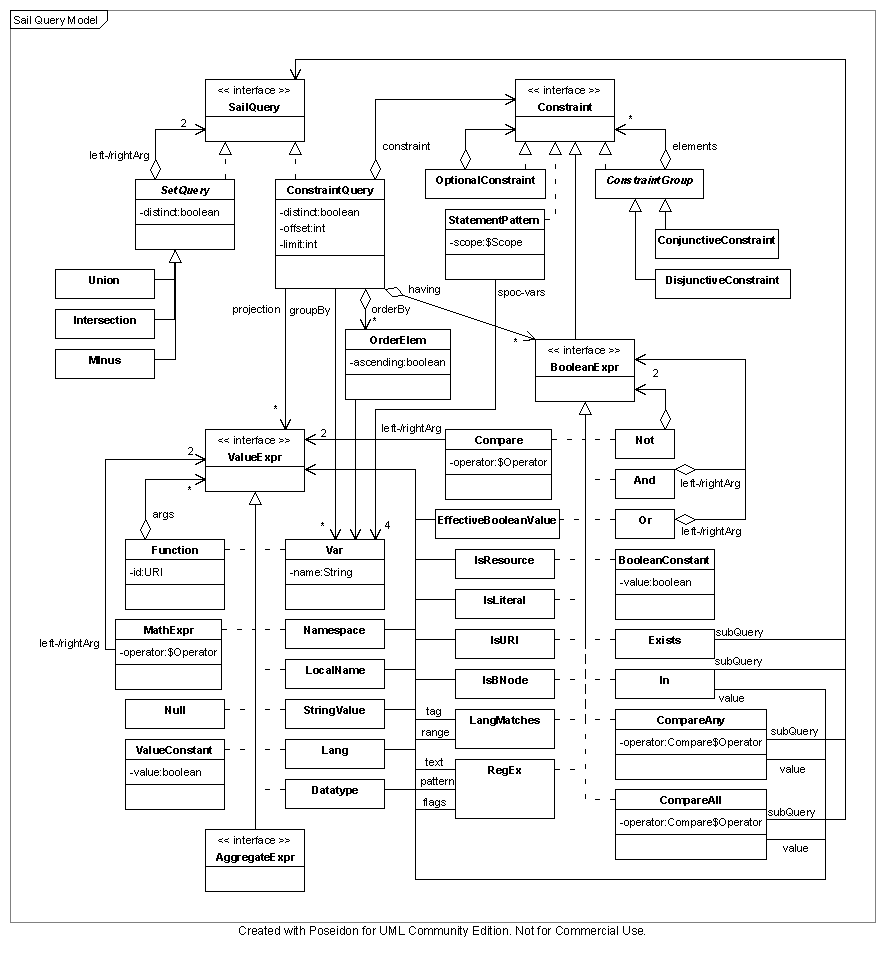 Sail Query Model
<< interface >>
SailQuery
<< interface >>
Constraint
2
*
left-/rightArg
constraint
elements
SetQuery
-distinct:boolean
ConstraintQuery
-distinct:boolean
-offset:int
-limit:int
OptionalConstraint
ConstraintGroup
StatementPattern
-scope:$Scope
ConjunctiveConstraint
DisjunctiveConstraint
Union
Intersection
MInus
projection
groupBy
orderBy
having
spoc-vars
*
*
OrderElem
-ascending:boolean
<< interface >>
BooleanExpr
2
*
<< interface >>
ValueExpr
2
*
2
left-/rightArg
Compare
-operator:$Operator
Not
And
left-/rightArg
args
*
4
EffectiveBooleanValue
Or
left-/rightArg
Function
-id:URI
Var
-name:String
IsResource
BooleanConstant
-value:boolean
IsLiteral
left-/rightArg
MathExpr
-operator:$Operator
Namespace
IsURI
Exists
subQuery
LocalName
IsBNode
In
subQuery
value
Null
StringValue
tag
range
LangMatches
CompareAny
-operator:Compare$Operator
subQuery
value
ValueConstant
-value:boolean
Lang
Datatype
text
pattern
flags
RegEx
CompareAll
-operator:Compare$Operator
subQuery
value
<< interface >>
AggregateExpr
Created with Poseidon for UML Community Edition. Not for Commercial Use.